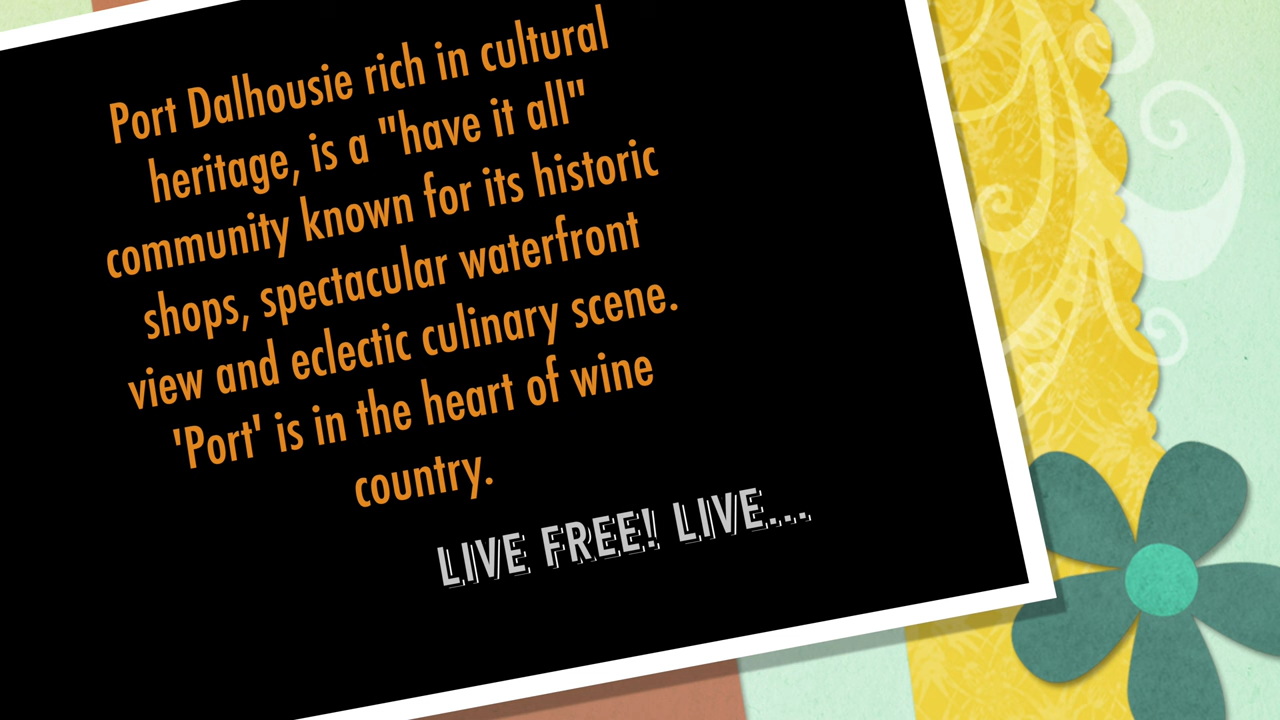 Port Dalhousie rich in cultural
heritage, is a "have it all"
community known for its historic
shops, spectacular waterfront
view and eclectic culinary scene.
'Port' is in the heart of wine
country.
LIVE FREE! LIVE...